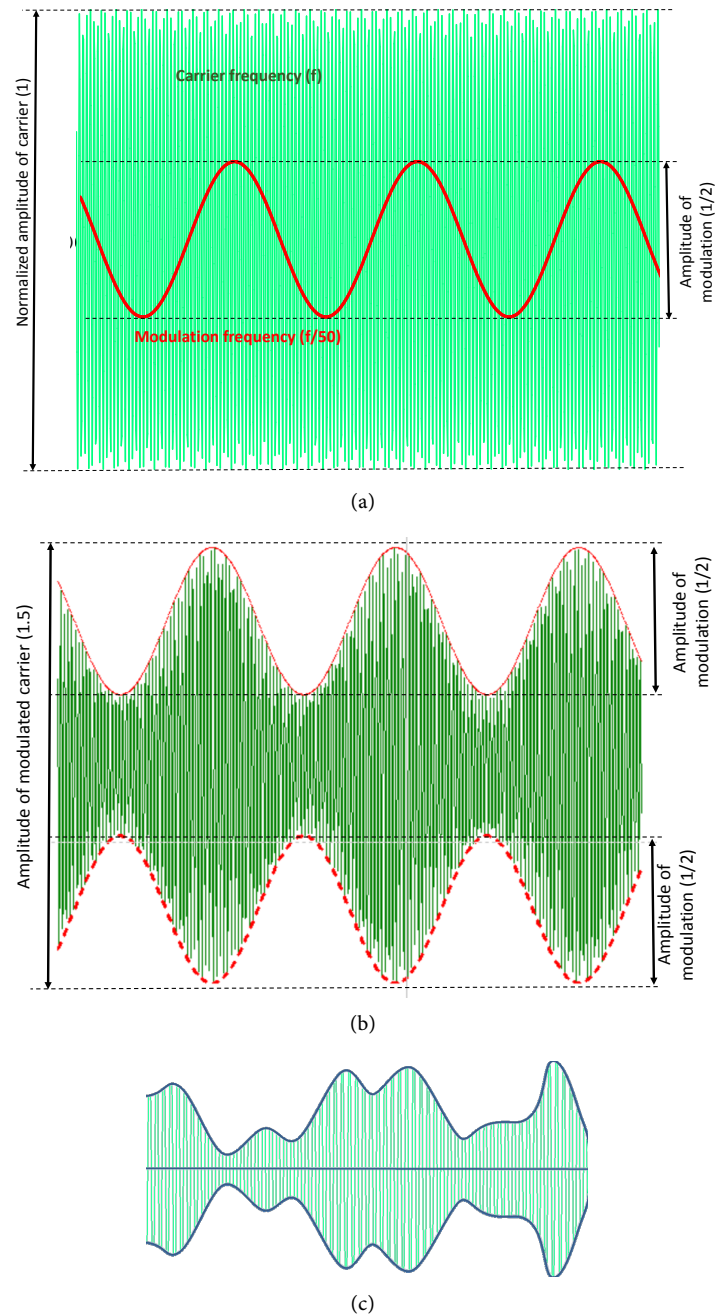 Normalized amplitude of carrier (1)
Carrier frequency (f)
Amplitude of
modulation (1/2)
Modulation frequency (f/50)
(a)
Amplitude of modulated carrier (1.5)
Amplitude of
modulation (1/2)
Amplitude of
modulation (1/2)
(b)
(c)